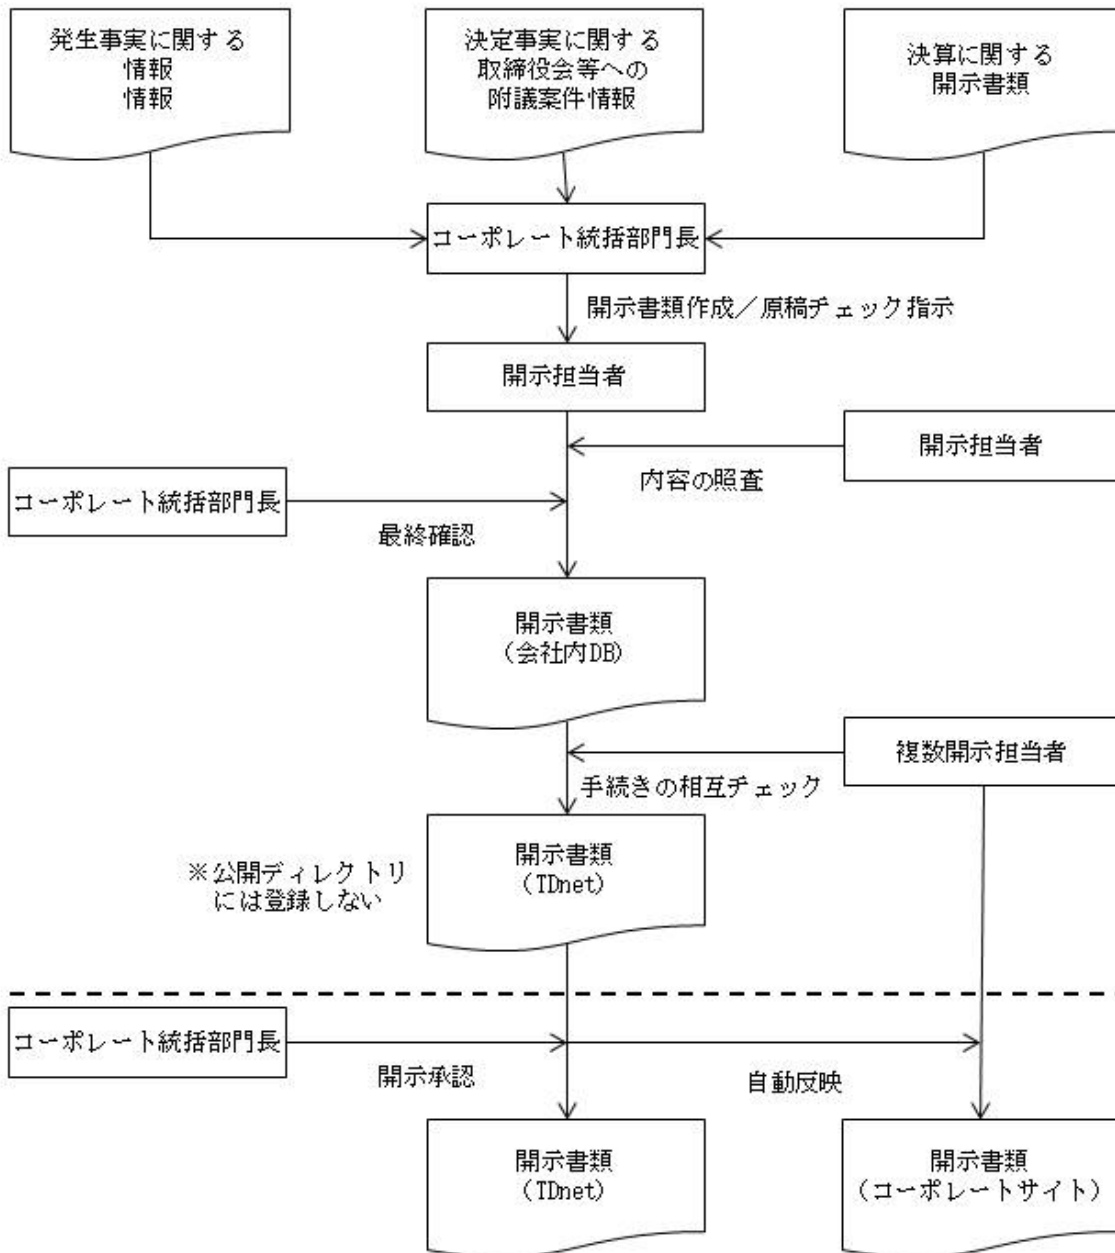 発生事実に関する
情報
情報
決定事実に関する
取締役会等への
附議案件情報
決算に関する
開示書類
コーポレート統括部門長
開示書類作成／原稿チェック指示
開示担当者
開示担当者
内容の照査
コーポレート統括部門長
最終確認
開示書類
（会社内DB）
複数開示担当者
手続きの相互チェック
開示書類
（TDnet）
※公開ディレクトリ
には登録しない
コーポレート統括部門長
開示承認
自動反映
開示書類
（TDnet）
開示書類
（コーポレートサイト）